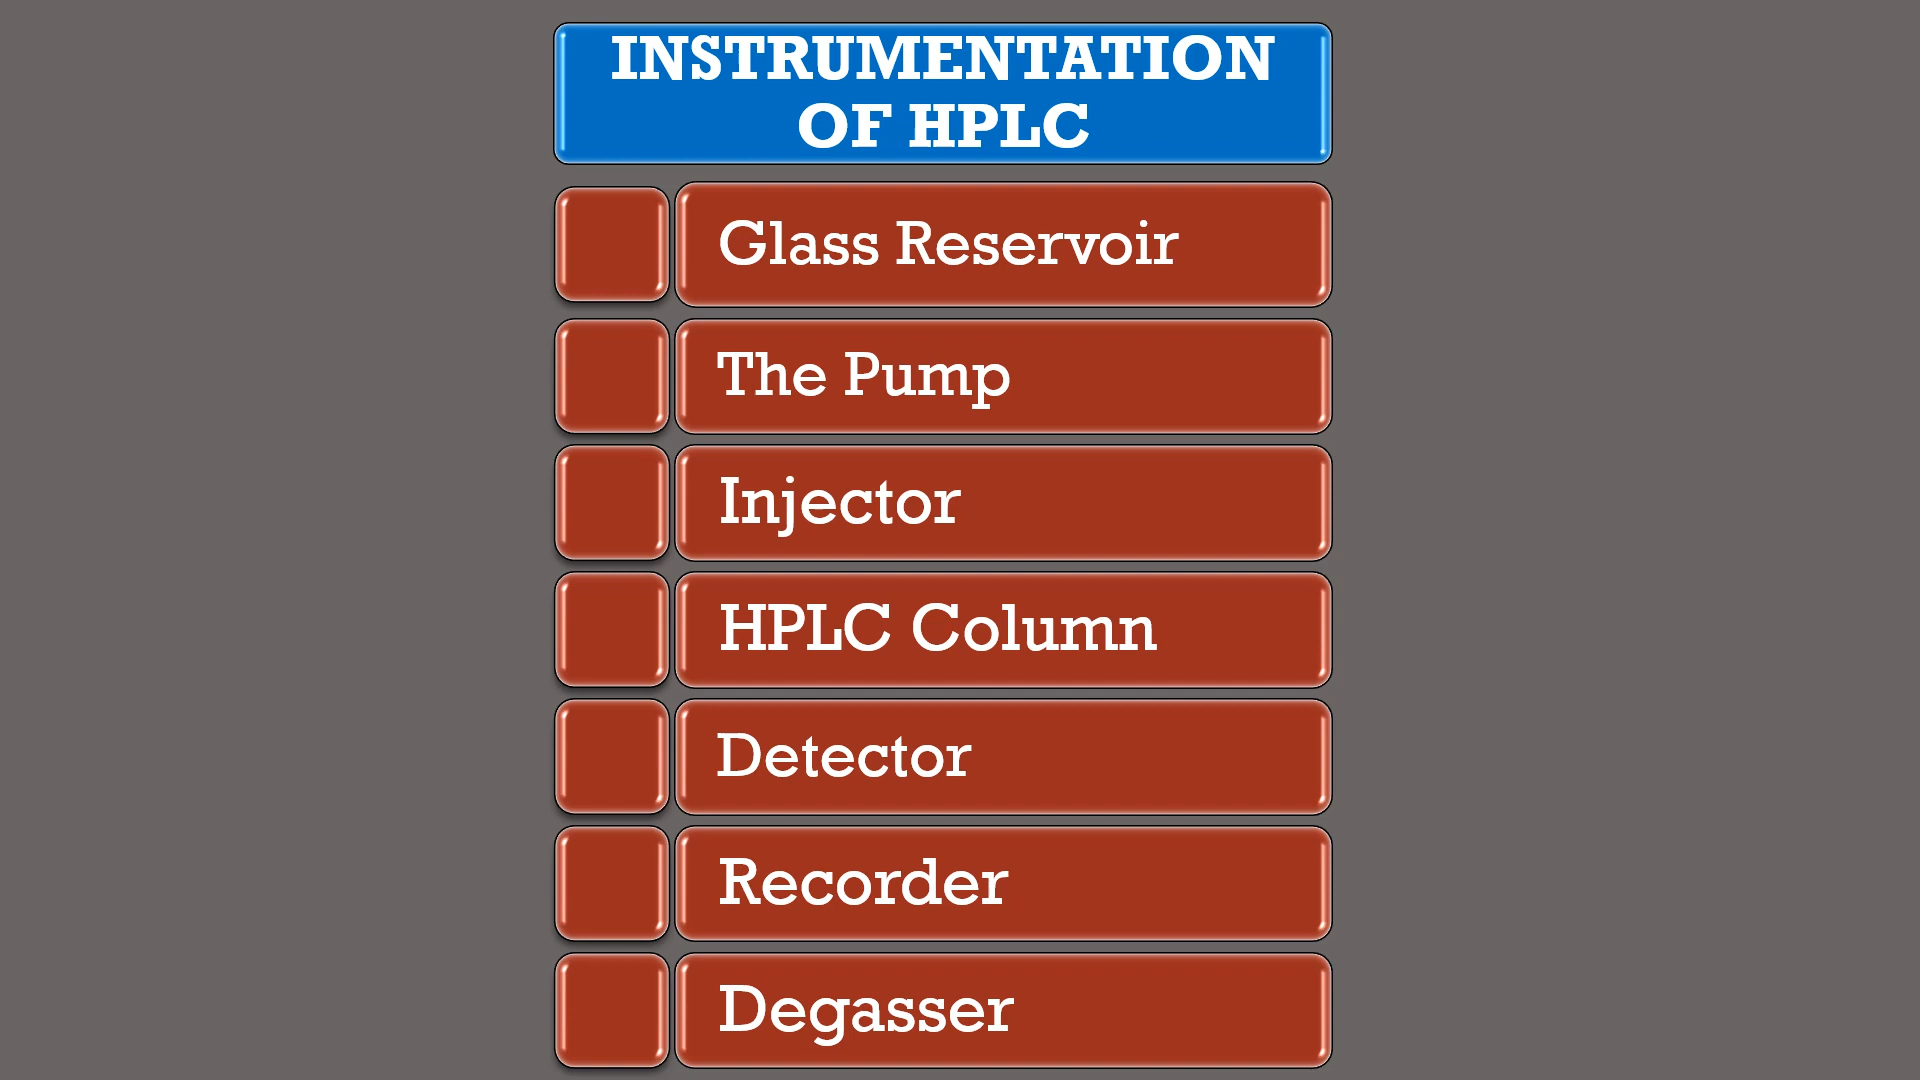 INSTRUMENTATION
OF HPLC
Glass Reservoir
The Pump
Injector
HPLC Column
Detector
Recorder
Degasser